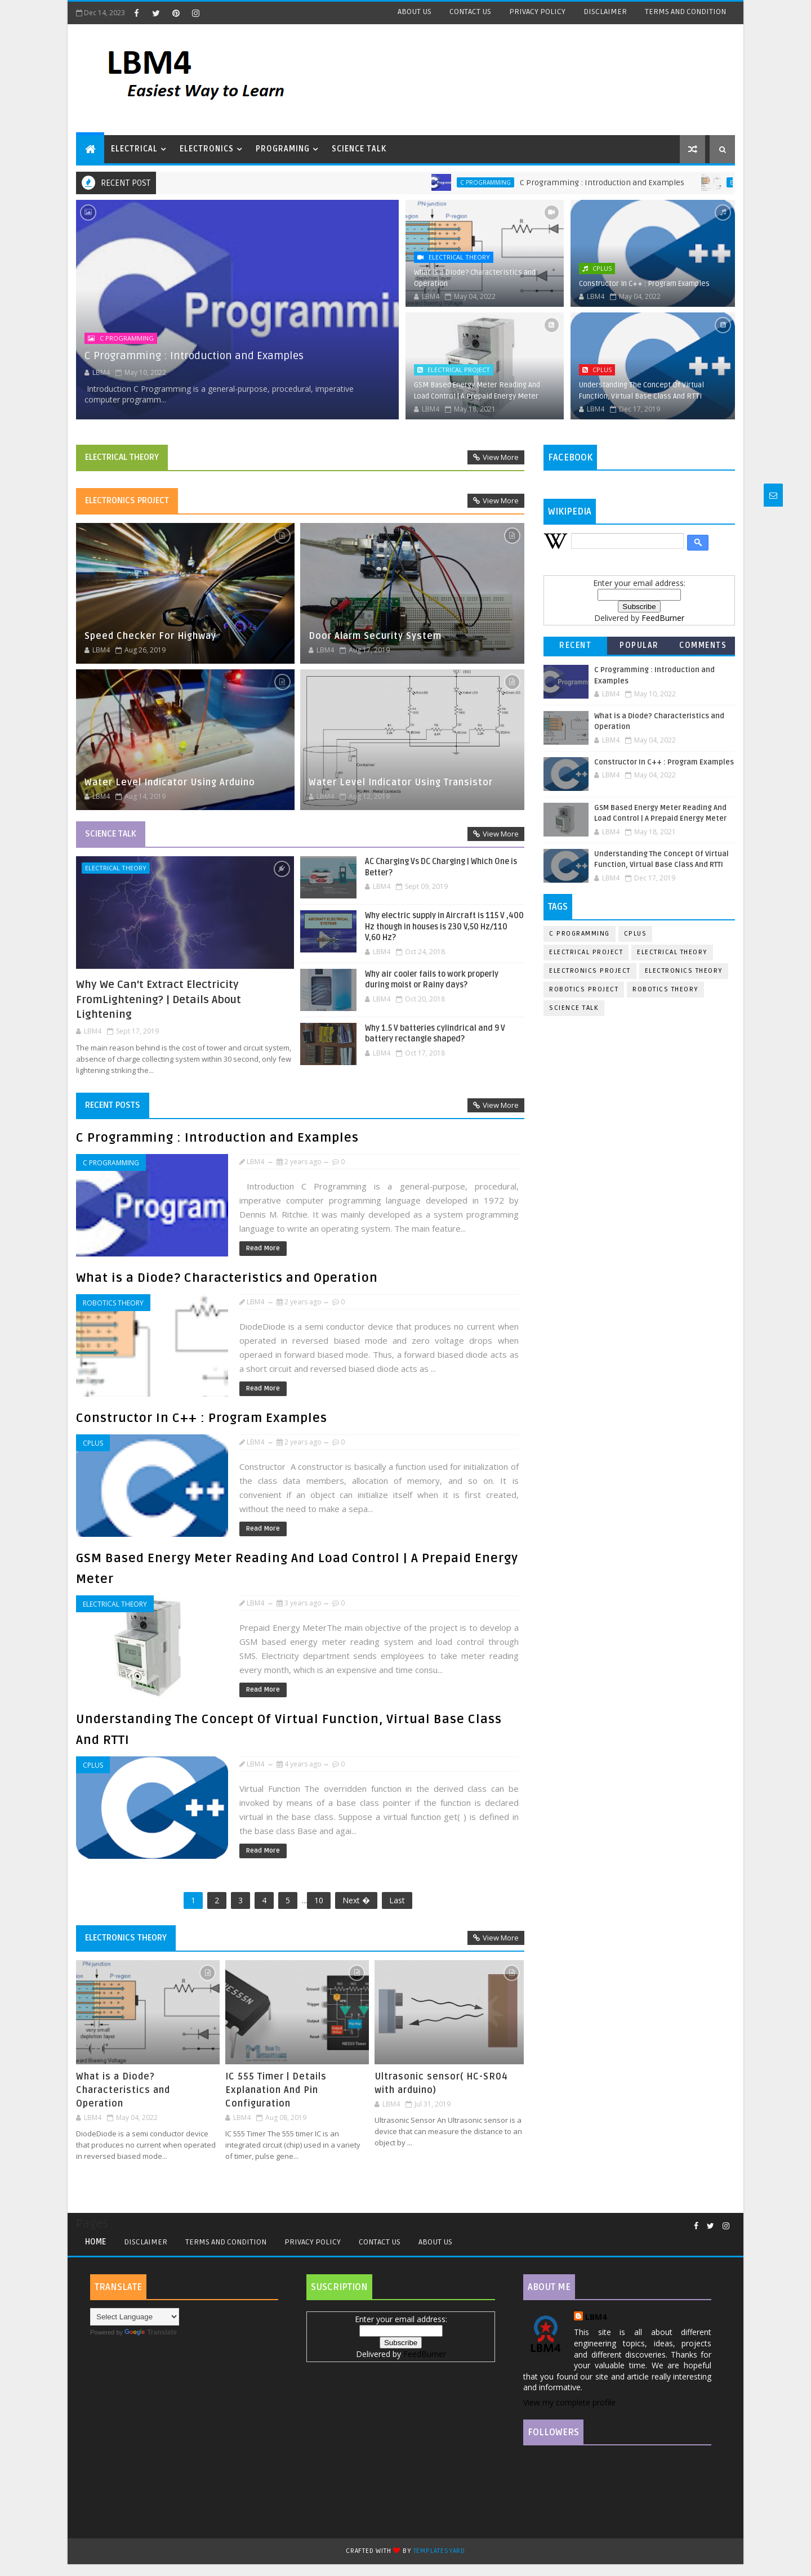 Dec 14, 2023
ABOUT US
CONTACT US
PRIVACY POLICY
DISCLAIMER
TERMS AND CONDITION
LBM4
Easiest Way to Learn
ELECTRICAL
ELECTRONICS
PROGRAMING
SCIENCE TALK
RECENT POST
C PROGRAMMING
C Programming : Introduction and Examples
C PROGRAMMING
C Programming : Introduction and Examples
LBM4 May 10, 2022
Introduction C Programming is a general-purpose, procedural, imperative
computer programm...
ELECTRICAL THEORY
What is a Diode? Characteristics and
Operation
LBM4 May 04, 2022
CPLUS
Constructor In C++ : Program Examples
LBM4 May 04, 2022
ELECTRICAL PROJECT
GSM Based Energy Meter Reading And
Load Control | A Prepaid Energy Meter
LBM4 May 18, 2021
CPLUS
Understanding The Concept Of Virtual
Function, Virtual Base Class And RTTI
LBM4 Dec 17, 2019
ELECTRICAL THEORY
View More
ELECTRONICS PROJECT
View More
Speed Checker For Highway
LBM4 Aug 26, 2019
Door Alarm Security System
LBM4 Aug 17, 2019
Water Level Indicator Using Arduino
LBM4 Aug 14, 2019
Water Level Indicator Using Transistor
LBM4
SCIENCE TALK
View More
ELECTRICAL THEORY
Why We Can't Extract Electricity
FromLightening? | Details About
Lightening
LBM4 Sept 17, 2019
The main reason behind is the cost of tower and circuit system,
absence of charge collecting system within 30 second, only few
lightening striking the...
AC Charging Vs DC Charging | Which One is
Better?
LBM4 Sept 09, 2019
Why electric supply in Aircraft is 115 V ,400
Hz though in houses is 230 V,50 Hz/110
V,60 Hz?
LBM4 Oct 24, 2018
Why air cooler fails to work properly
during moist or Rainy days?
LBM4 Oct 20, 2018
Why 1.5 V batteries cylindrical and 9 V
battery rectangle shaped?
LBM4 Oct 17, 2018
RECENT POSTS
View More
C Programming : Introduction and Examples
C PROGRAMMING
LBM4 – 2 years ago – 0
Introduction C Programming is a general-purpose, procedural,
imperative computer programming language developed in 1972 by
Dennis M. Ritchie. It was mainly developed as a system programming
language to write an operating system. The main feature...
Read More
What is a Diode? Characteristics and Operation
ROBOTICS THEORY
LBM4 – 2 years ago – 0
DiodeDiode is a semi conductor device that produces no current when
operated in reversed biased mode and zero voltage drops when
operaed in forword biased mode. Thus, a forward biased diode acts as
a short circuit and reversed biased diode acts as ...
Read More
Constructor In C++ : Program Examples
CPLUS
LBM4 – 2 years ago – 0
Constructor A constructor is basically a function used for initialization of
the class data members, allocation of memory, and so on. It is
convenient if an object can initialize itself when it is first created,
without the need to make a sepa...
Read More
GSM Based Energy Meter Reading And Load Control | A Prepaid Energy
Meter
ELECTRICAL THEORY
LBM4 – 3 years ago – 0
Prepaid Energy MeterThe main objective of the project is to develop a
GSM based energy meter reading system and load control through
SMS. Electricity department sends employees to take meter reading
every month, which is an expensive and time consu...
Read More
Understanding The Concept Of Virtual Function, Virtual Base Class
And RTTI
CPLUS
LBM4 – 4 years ago – 0
Virtual Function The overridden function in the derived class can be
invoked by means of a base class pointer if the function is declared
virtual in the base class. Suppose a virtual function get( ) is defined in
the base class Base and agai...
Read More
1 2 3 4 5 ... 10 Next � Last
ELECTRONICS THEORY
View More
What is a Diode?
Characteristics and
Operation
LBM4 May 04, 2022
DiodeDiode is a semi conductor device
that produces no current when operated
in reversed biased mode...
IC 555 Timer | Details
Explanation And Pin
Configuration
LBM4 Aug 08, 2019
IC 555 Timer The 555 timer IC is an
integrated circuit (chip) used in a variety
of timer, pulse gene...
Ultrasonic sensor( HC-SR04
with arduino)
LBM4 Jul 31, 2019
Ultrasonic Sensor An Ultrasonic sensor is a
device that can measure the distance to an
object by ...
FACEBOOK
WIKIPEDIA
Enter your email address:
Subscribe
Delivered by FeedBurner
RECENT
POPULAR
COMMENTS
C Programming : Introduction and
Examples
LBM4 May 10, 2022
What is a Diode? Characteristics and
Operation
LBM4 May 04, 2022
Constructor In C++ : Program Examples
LBM4 May 04, 2022
GSM Based Energy Meter Reading And
Load Control | A Prepaid Energy Meter
LBM4 May 18, 2021
Understanding The Concept Of Virtual
Function, Virtual Base Class And RTTI
LBM4 Dec 17, 2019
TAGS
C PROGRAMMING
CPLUS
ELECTRICAL PROJECT
ELECTRICAL THEORY
ELECTRONICS PROJECT
ELECTRONICS THEORY
ROBOTICS PROJECT
ROBOTICS THEORY
SCIENCE TALK
Pages
HOME
DISCLAIMER
TERMS AND CONDITION
PRIVACY POLICY
CONTACT US
ABOUT US
TRANSLATE
Select Language
Powered by Google Translate
SUSCRIPTION
Enter your email address:
Subscribe
Delivered by FeedBurner
ABOUT ME
LBM4
LBM4
This site is all about different
engineering topics, ideas, projects
and different discoveries. Thanks for
your valuable time. We are hopeful
that you found our site and article really interesting
and informative.
View my complete profile
FOLLOWERS
CRAFTED WITH ❤ BY TEMPLATESYARD